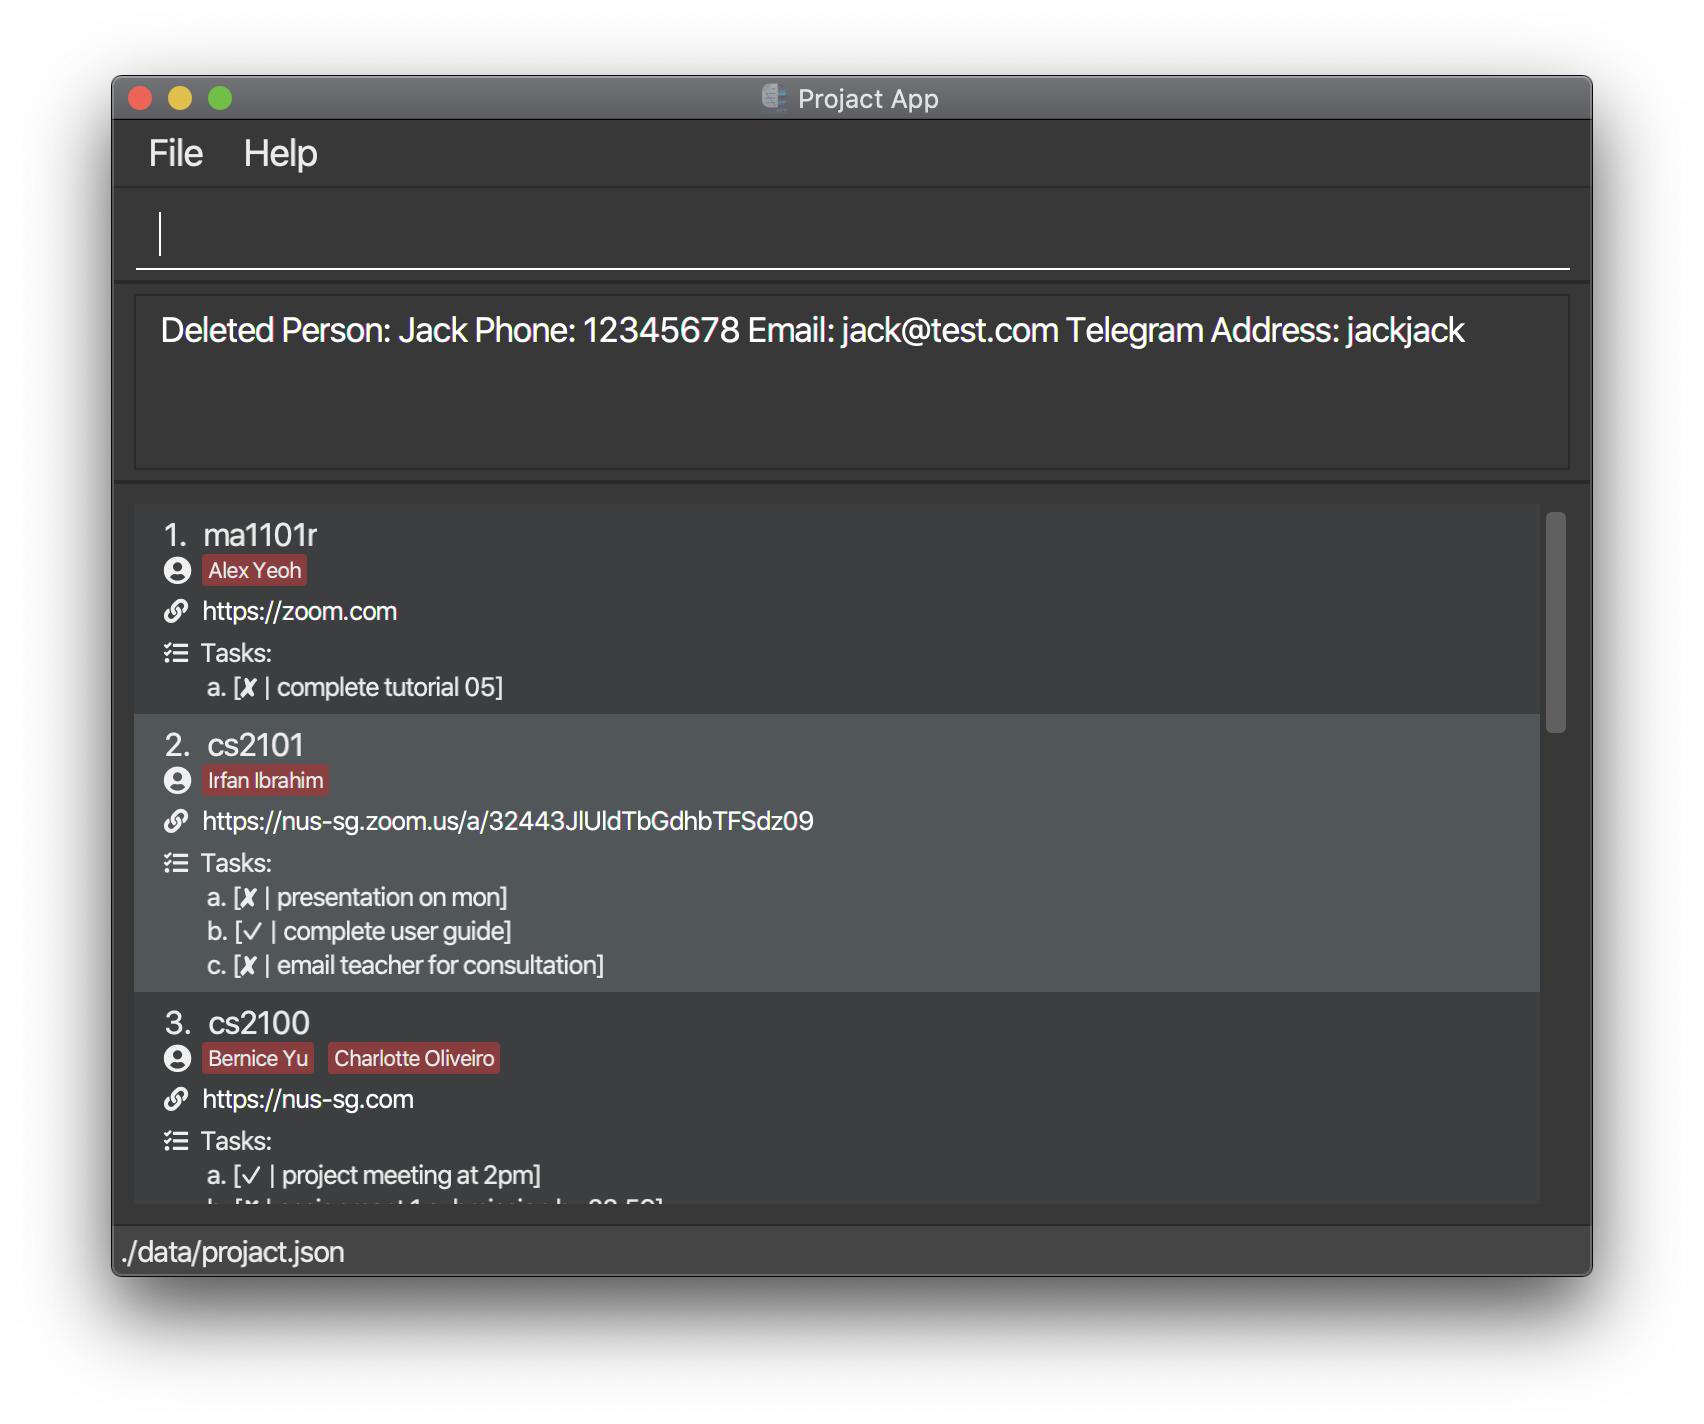 Projact App
File Help
Deleted Person: Jack Phone: 12345678 Email: jack@test.com Telegram Address: jackjack
1. ma1101r
Alex Yeoh
https://zoom.com
Tasks:
a. [✗ | complete tutorial 05]
2. cs2101
Irfan Ibrahim
https://nus-sg.zoom.us/a/32443JlUldTbGdhbTFSdz09
Tasks:
a. [✗ | presentation on mon]
b. [✓ | complete user guide]
c. [✗ | email teacher for consultation]
3. cs2100
Bernice Yu Charlotte Oliveiro
https://nus-sg.com
Tasks:
a. [✓ | project meeting at 2pm]
./data/projact.json